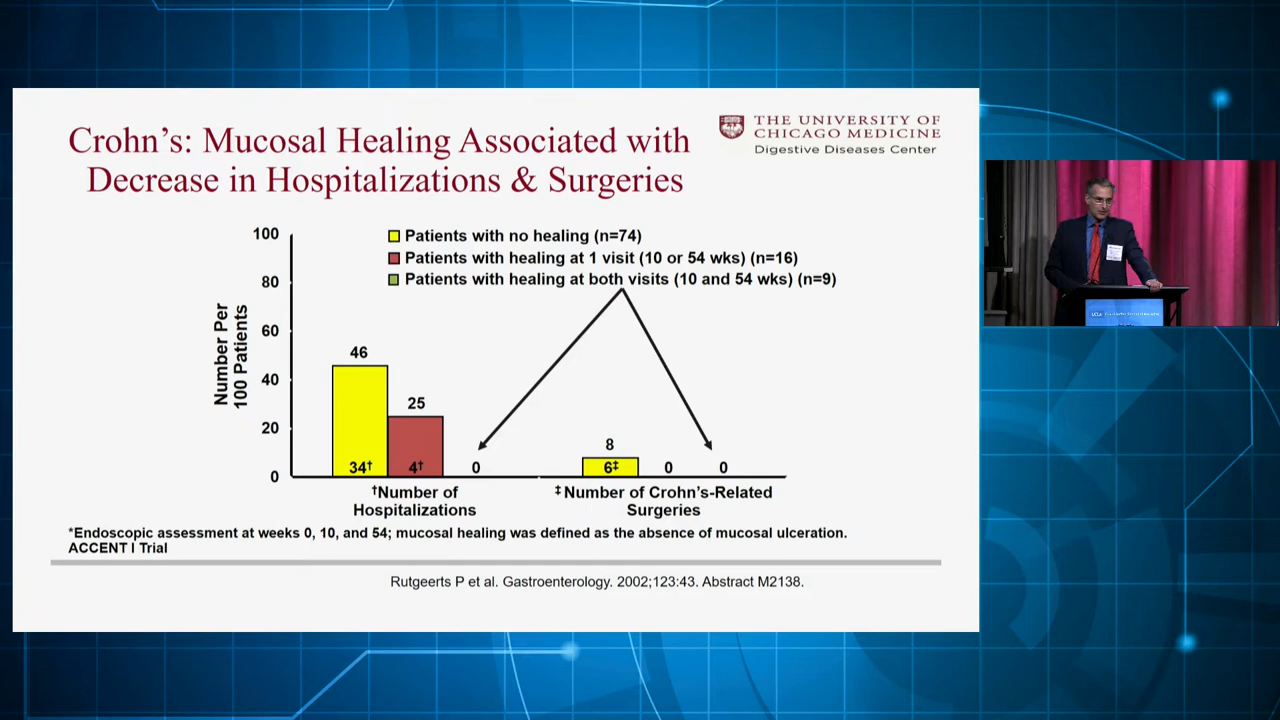 Crohn's: Mucosal Healing Associated with
Decrease in Hospitalizations & Surgeries
THE UNIVERSITY OF
CHICAGO MEDICINE
Digestive Diseases Center
Number Per
100 Patients
100
80
60
40
20
0
Patients with no healing (n=74)
Patients with healing at 1 visit (10 or 54 wks) (n=16)
Patients with healing at both visits (10 and 54 wks) (n=9)
46
25
34†
4†
0
8
6‡
0
0
†Number of
Hospitalizations
‡Number of Crohn's-Related
Surgeries
*Endoscopic assessment at weeks 0, 10, and 54; mucosal healing was defined as the absence of mucosal ulceration.
ACCENT I Trial
Rutgeerts P et al. Gastroenterology. 2002;123:43. Abstract M2138.
UCLA